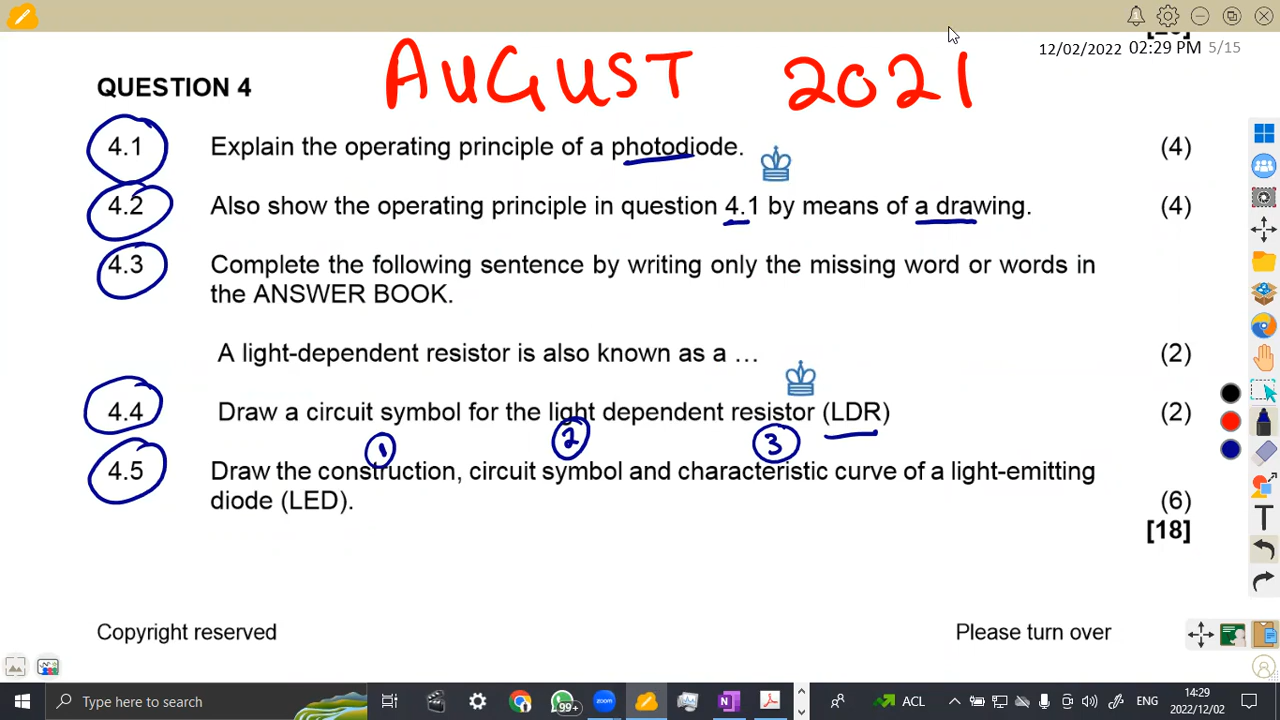 12/02/2022 02:29 PM 5/15
AUGUST 2021
QUESTION 4
4.1 Explain the operating principle of a photodiode. (4)
4.2 Also show the operating principle in question 4.1 by means of a drawing. (4)
4.3 Complete the following sentence by writing only the missing word or words in
the ANSWER BOOK.
A light-dependent resistor is also known as a … (2)
4.4 Draw a circuit symbol for the light dependent resistor (LDR) (2)
1 2 3
4.5 Draw the construction, circuit symbol and characteristic curve of a light-emitting
diode (LED). (6)
[18]
Copyright reserved Please turn over
T
Type here to search
99+
zoom
N
ACL
ENG
14:29
2022/12/02